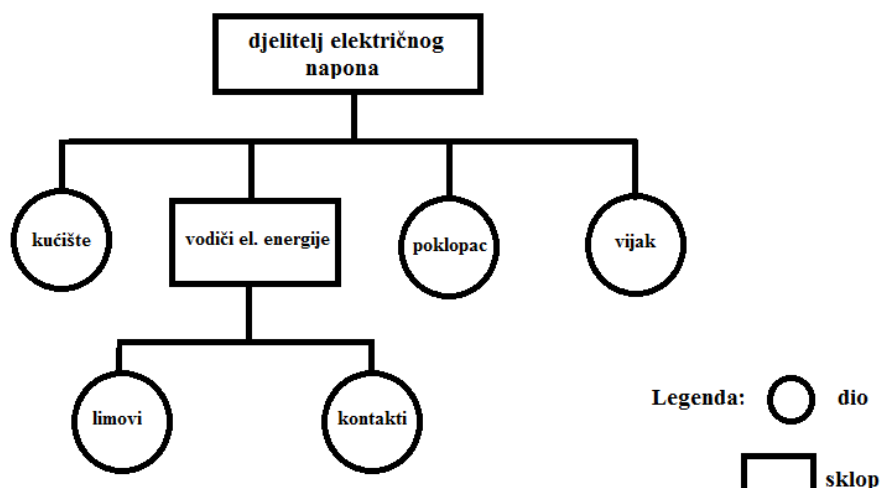 djelitelj električnog
napona
kućište
vodiči el. energije
poklopac
vijak
limovi
kontakti
Legenda:
dio
sklop